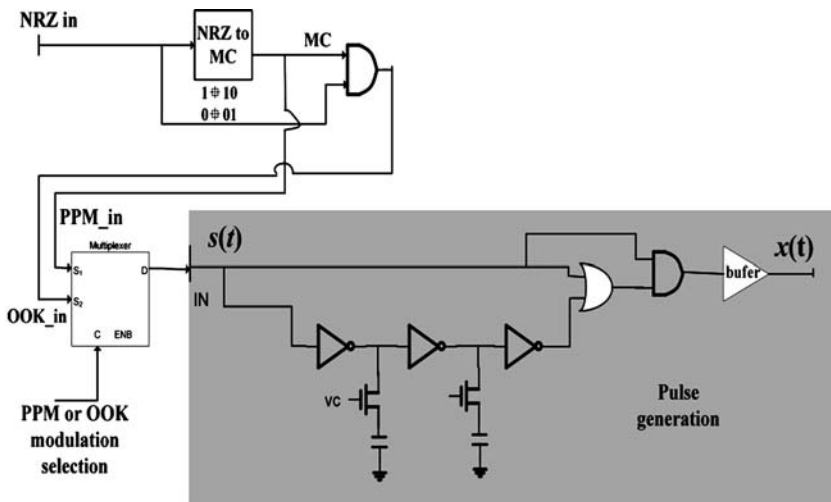 NRZ in
NRZ to
MC
MC
1⌖10
0⌖01
PPM_in
s(t)
x(t)
Multiplexer
S₁
D
bufer
IN
S₂
OOK_in
C ENB
VC
PPM or OOK
modulation
selection
Pulse
generation